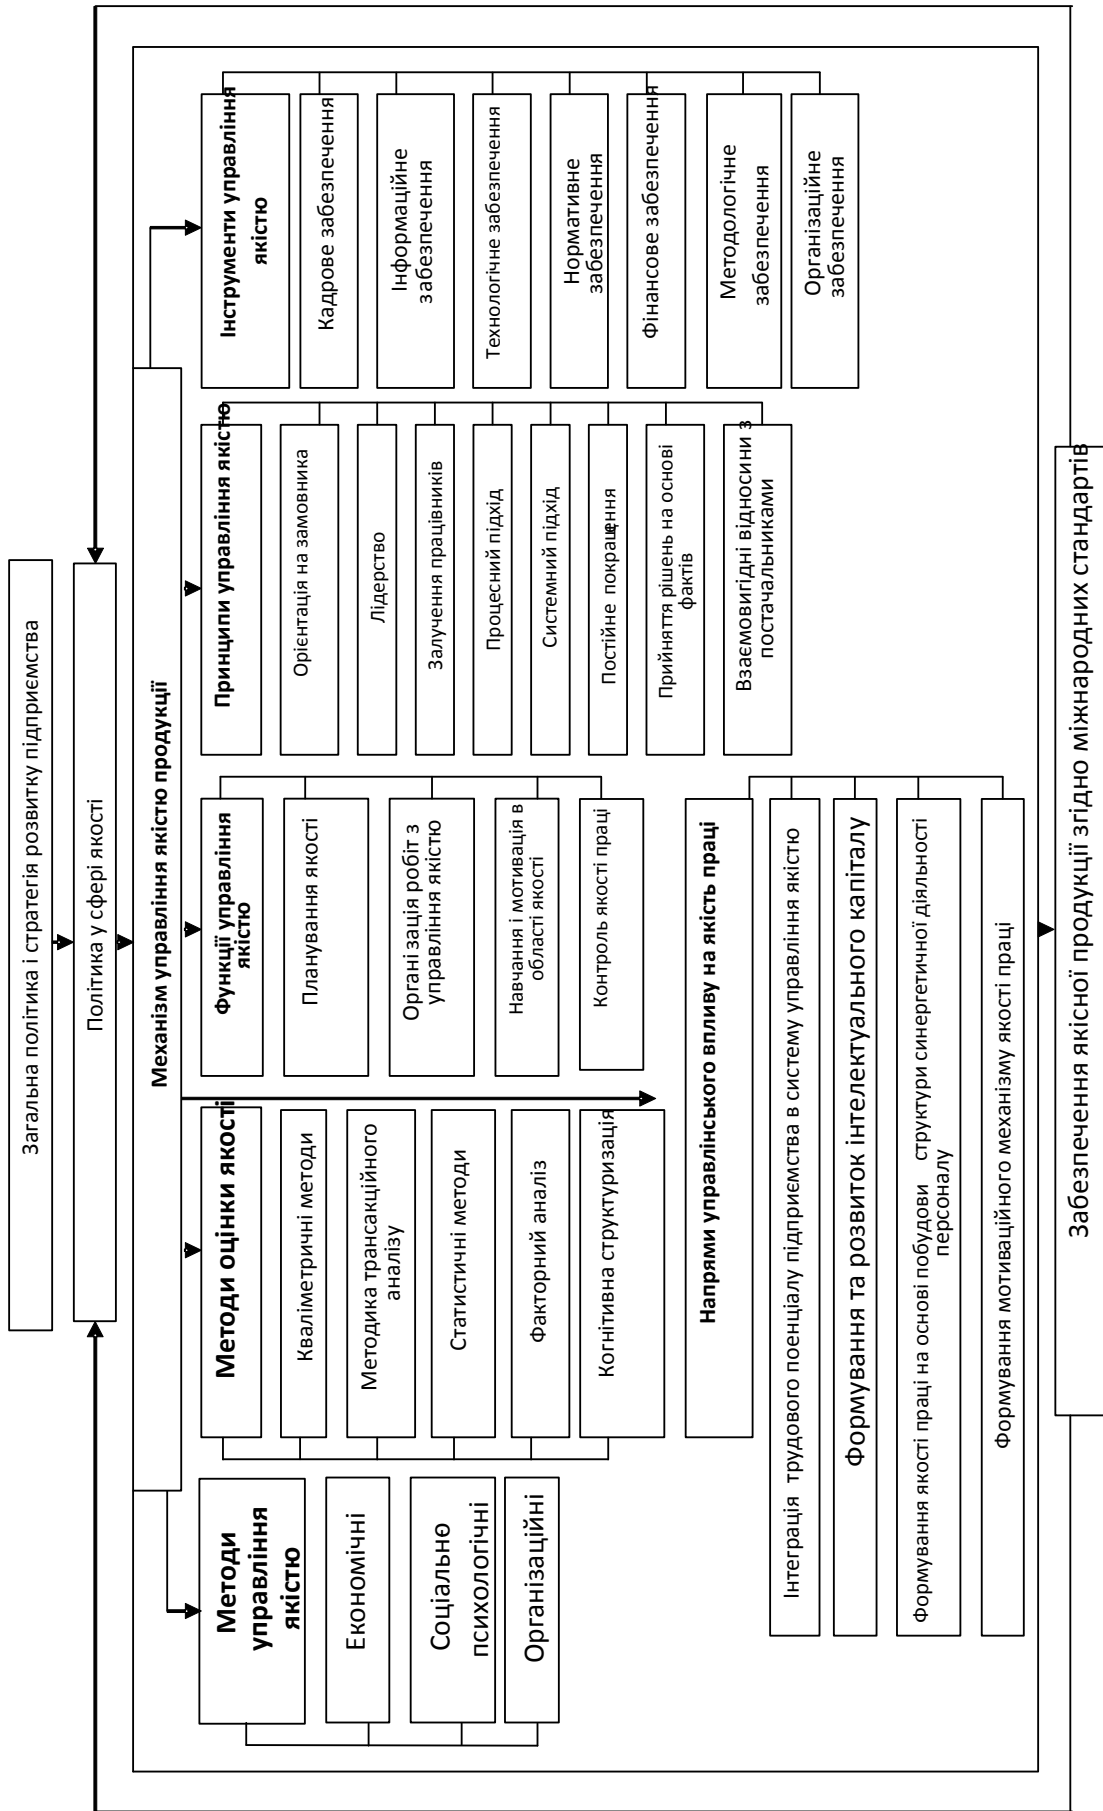 Загальна політика і стратегія розвитку підприємства
Політика у сфері якості
Механізм управління якістю продукції
Методи
управління
якістю
Економічні
Соціально
психологічні
Організаційні
Методи оцінки якості
Кваліметричні методи
Методика трансакційного
аналізу
Статистичні методи
Факторний аналіз
Когнітивна структуризація
Функції управління
якістю
Планування якості
Органі зація робіт з
управління якістю
Навчання і мотивація в
області якості
Контроль якості праці
Принципи управління якістю
Орієнтація на замовника
Лідерство
Залучення працівників
Процесний підхід
Системний підхід
Постійне покращення
Прийняття рішень на основі
фактів
Взаємовигідні відносини з
постачальниками
Інструменти управління
якістю
Кадрове забезпечення
Інформаційне
забезпечення
Технологічне забезпечення
Нормативне
забезпечення
Фінансове забезпечення
Методологічне
забезпечення
Організаційне
забезпечення
Напрями управлінського впливу на якість праці
Інтеграція трудового поенціалу підприємства в систему управління якістю
Формування та розвиток інтелектуального капіталу
Формування якості праці на основі побудови структури синергетичної діяльності
персоналу
Формування мотиваційного механізму якості праці
Забезпечення якісної продукції згідно міжнародних стандартів